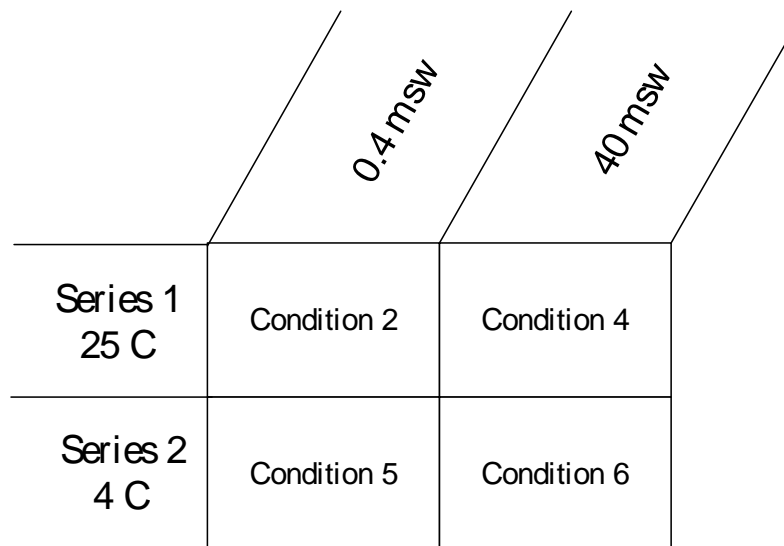 0.4 msw
40 msw
Series 1
25 C
Condition 2
Condition 4
Series 2
4 C
Condition 5
Condition 6